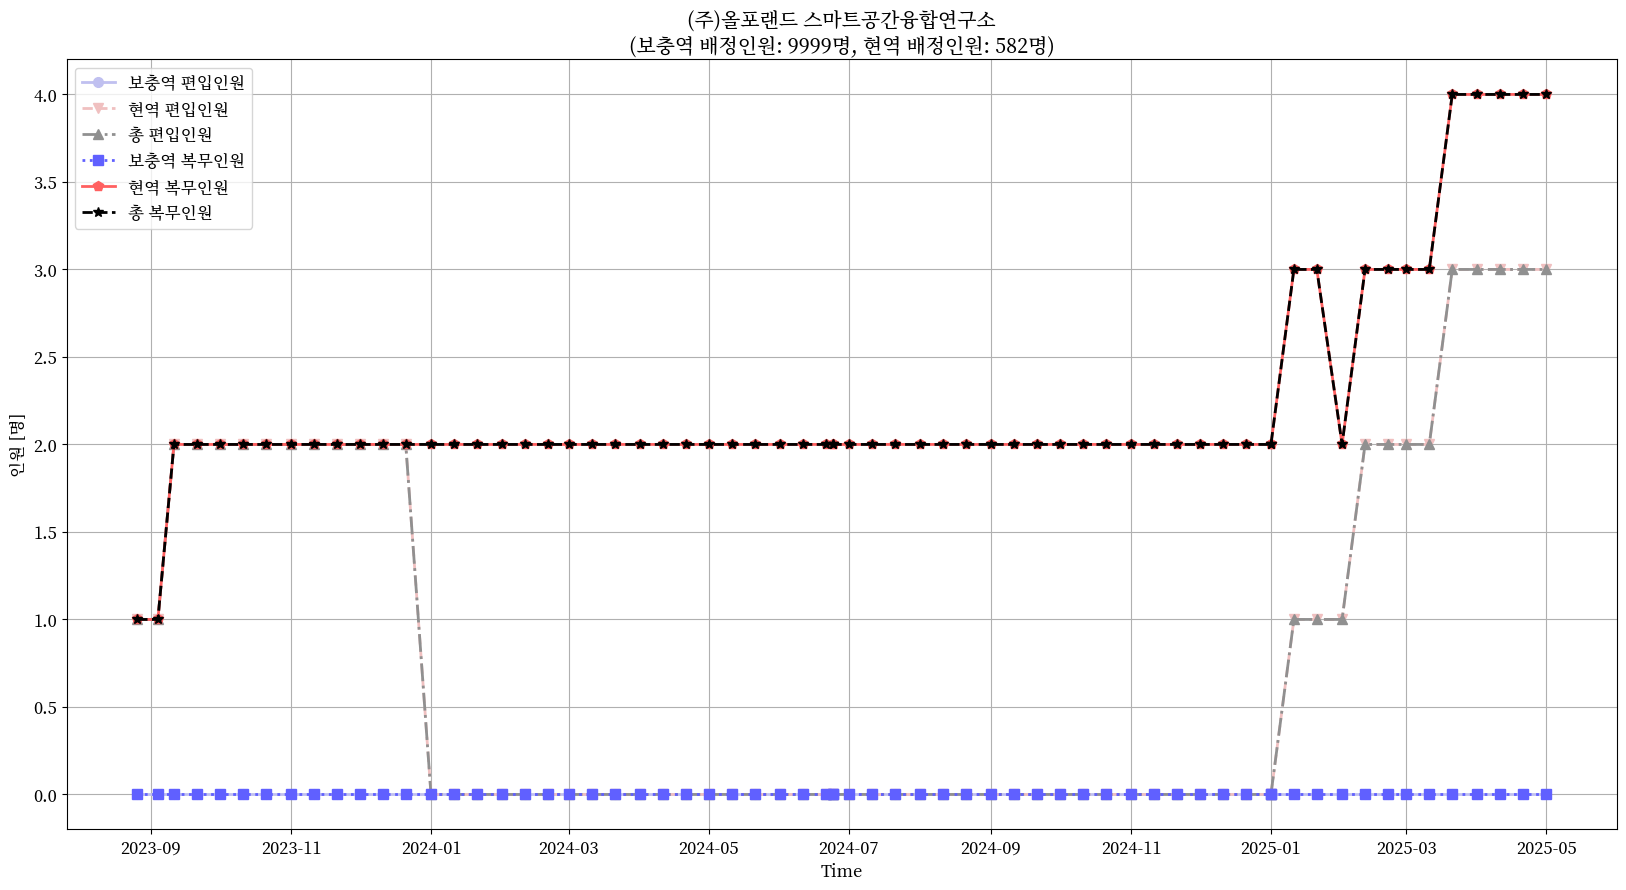 (주)올포랜드 스마트공간융합연구소
(보충역 배정인원: 9999명, 현역 배정인원: 582명)
보충역 편입인원
현역 편입인원
총 편입인원
보충역 복무인원
현역 복무인원
총 복무인원
인원 [명]
4.0
3.5
3.0
2.5
2.0
1.5
1.0
0.5
0.0
2023-09 2023-11 2024-01 2024-03 2024-05 2024-07 2024-09 2024-11 2025-01 2025-03 2025-05
Time